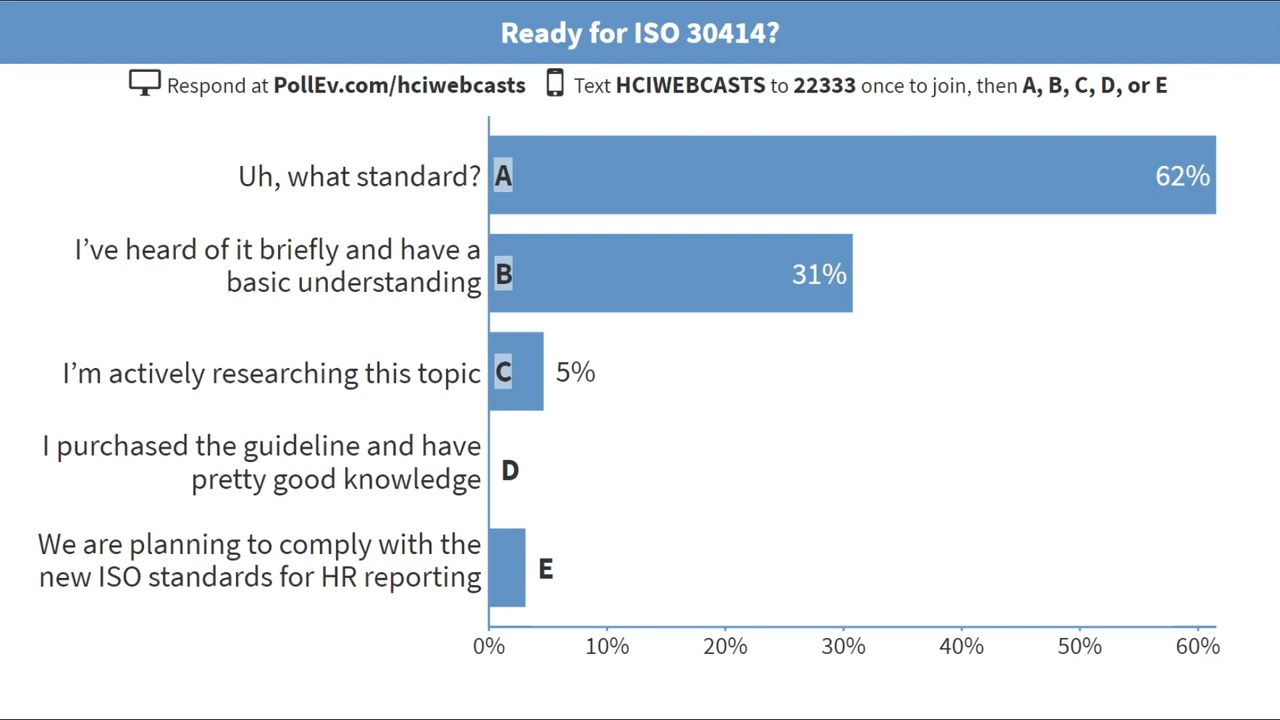 Ready for ISO 30414?
Respond at PollEv.com/hciwebcasts Text HCIWEBCASTS to 22333 once to join, then A, B, C, D, or E
Uh, what standard? A 62%
I’ve heard of it briefly and have a
basic understanding B 31%
I’m actively researching this topic C 5%
I purchased the guideline and have
pretty good knowledge D
We are planning to comply with the
new ISO standards for HR reporting E
0% 10% 20% 30% 40% 50% 60%